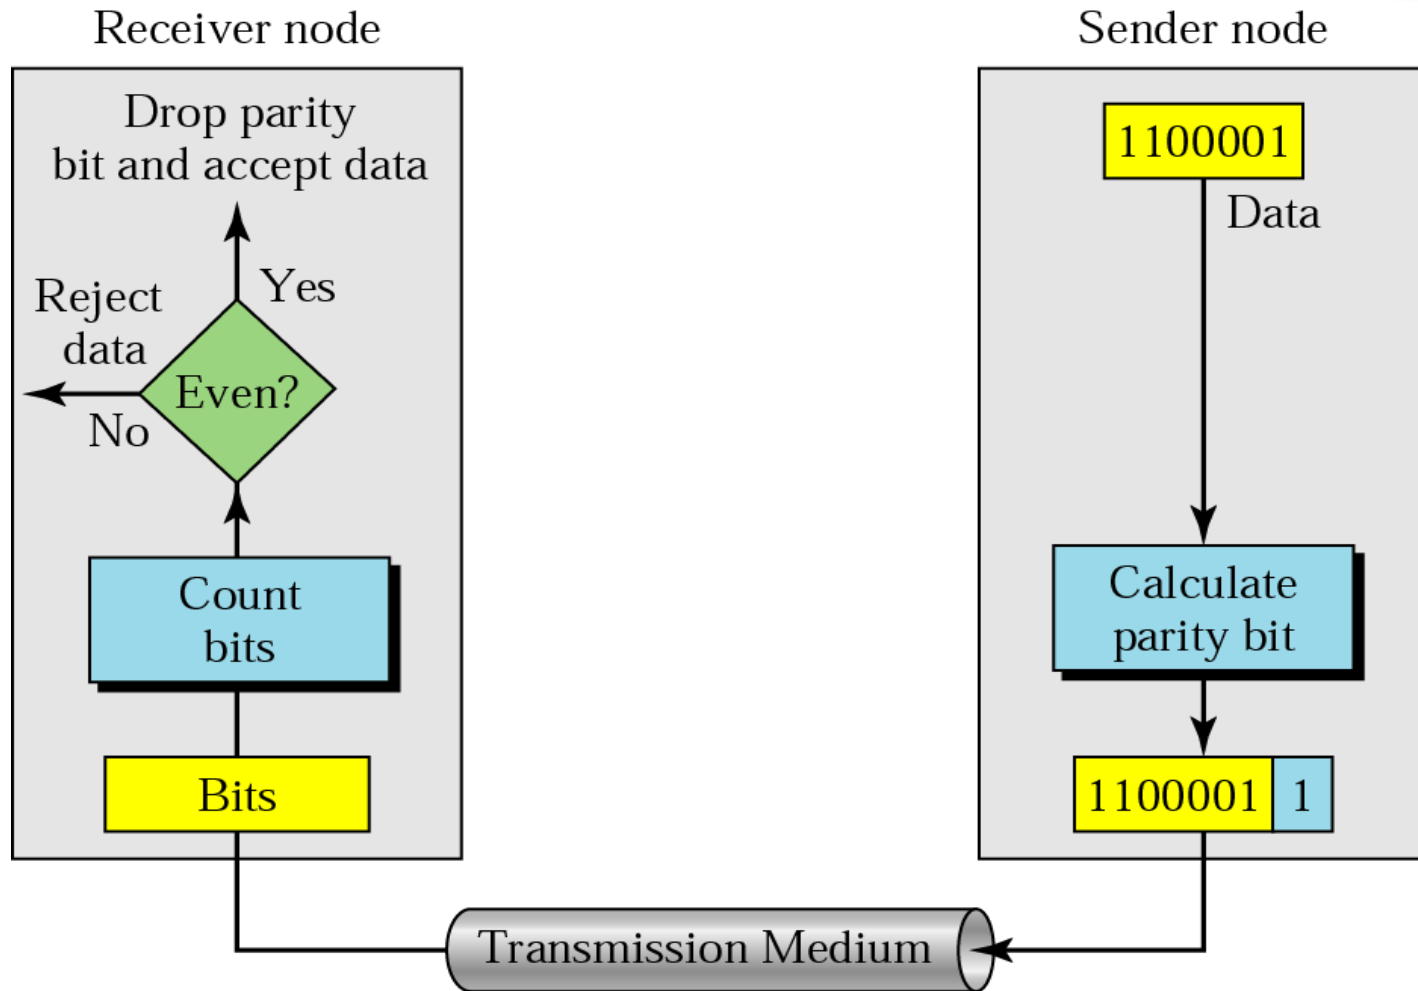 Receiver node
Drop parity
bit and accept data
Yes
Reject
data
Even?
No
Count
bits
Bits
Transmission Medium
Sender node
1100001
Data
Calculate
parity bit
1100001 1